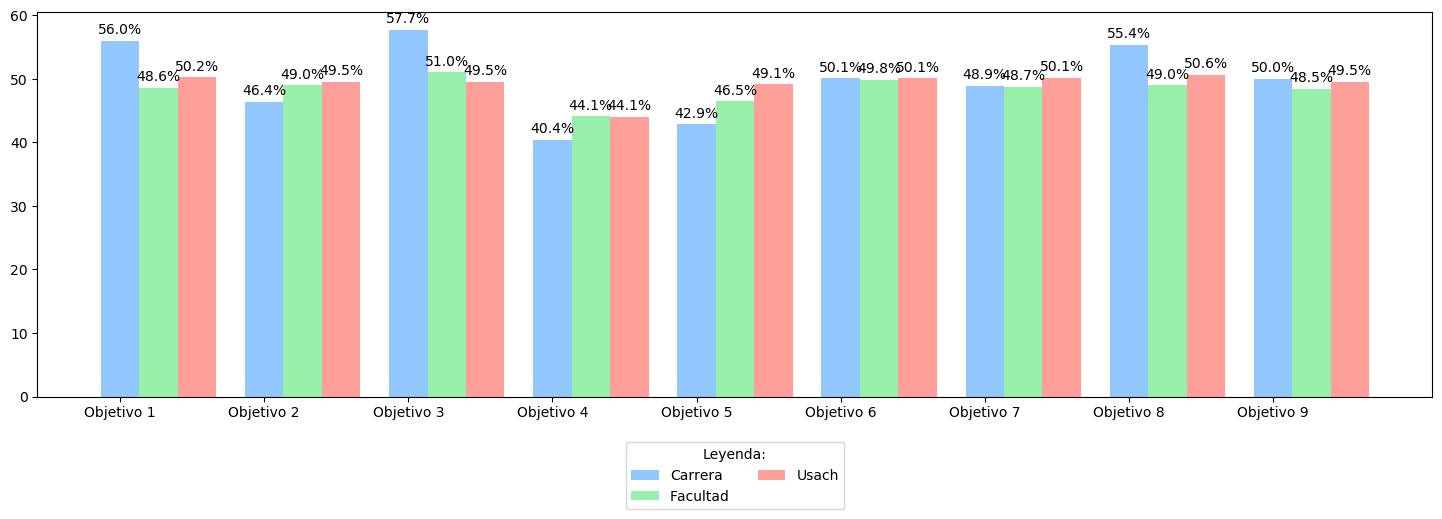 60
50
40
30
20
10
0
56.0%
48.6%
50.2%
46.4%
49.0%
49.5%
57.7%
51.0%
49.5%
40.4%
44.1%
44.1%
42.9%
46.5%
49.1%
50.1%
49.8%
50.1%
48.9%
48.7%
50.1%
55.4%
49.0%
50.6%
50.0%
48.5%
49.5%
Objetivo 1
Objetivo 2
Objetivo 3
Objetivo 4
Objetivo 5
Objetivo 6
Objetivo 7
Objetivo 8
Objetivo 9
Leyenda:
Carrera
Facultad
Usach